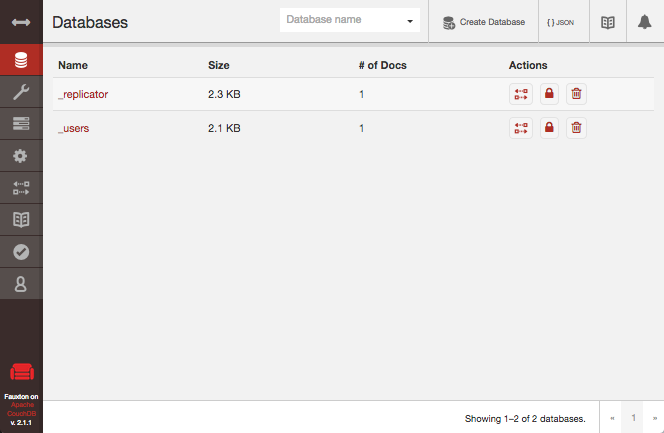 Databases
Database name
Create Database
{ } JSON
Name Size # of Docs Actions
_replicator 2.3 KB 1
_users 2.1 KB 1
Fauxton on
Apache
CouchDB
v. 2.1.1
Showing 1–2 of 2 databases. « 1 »